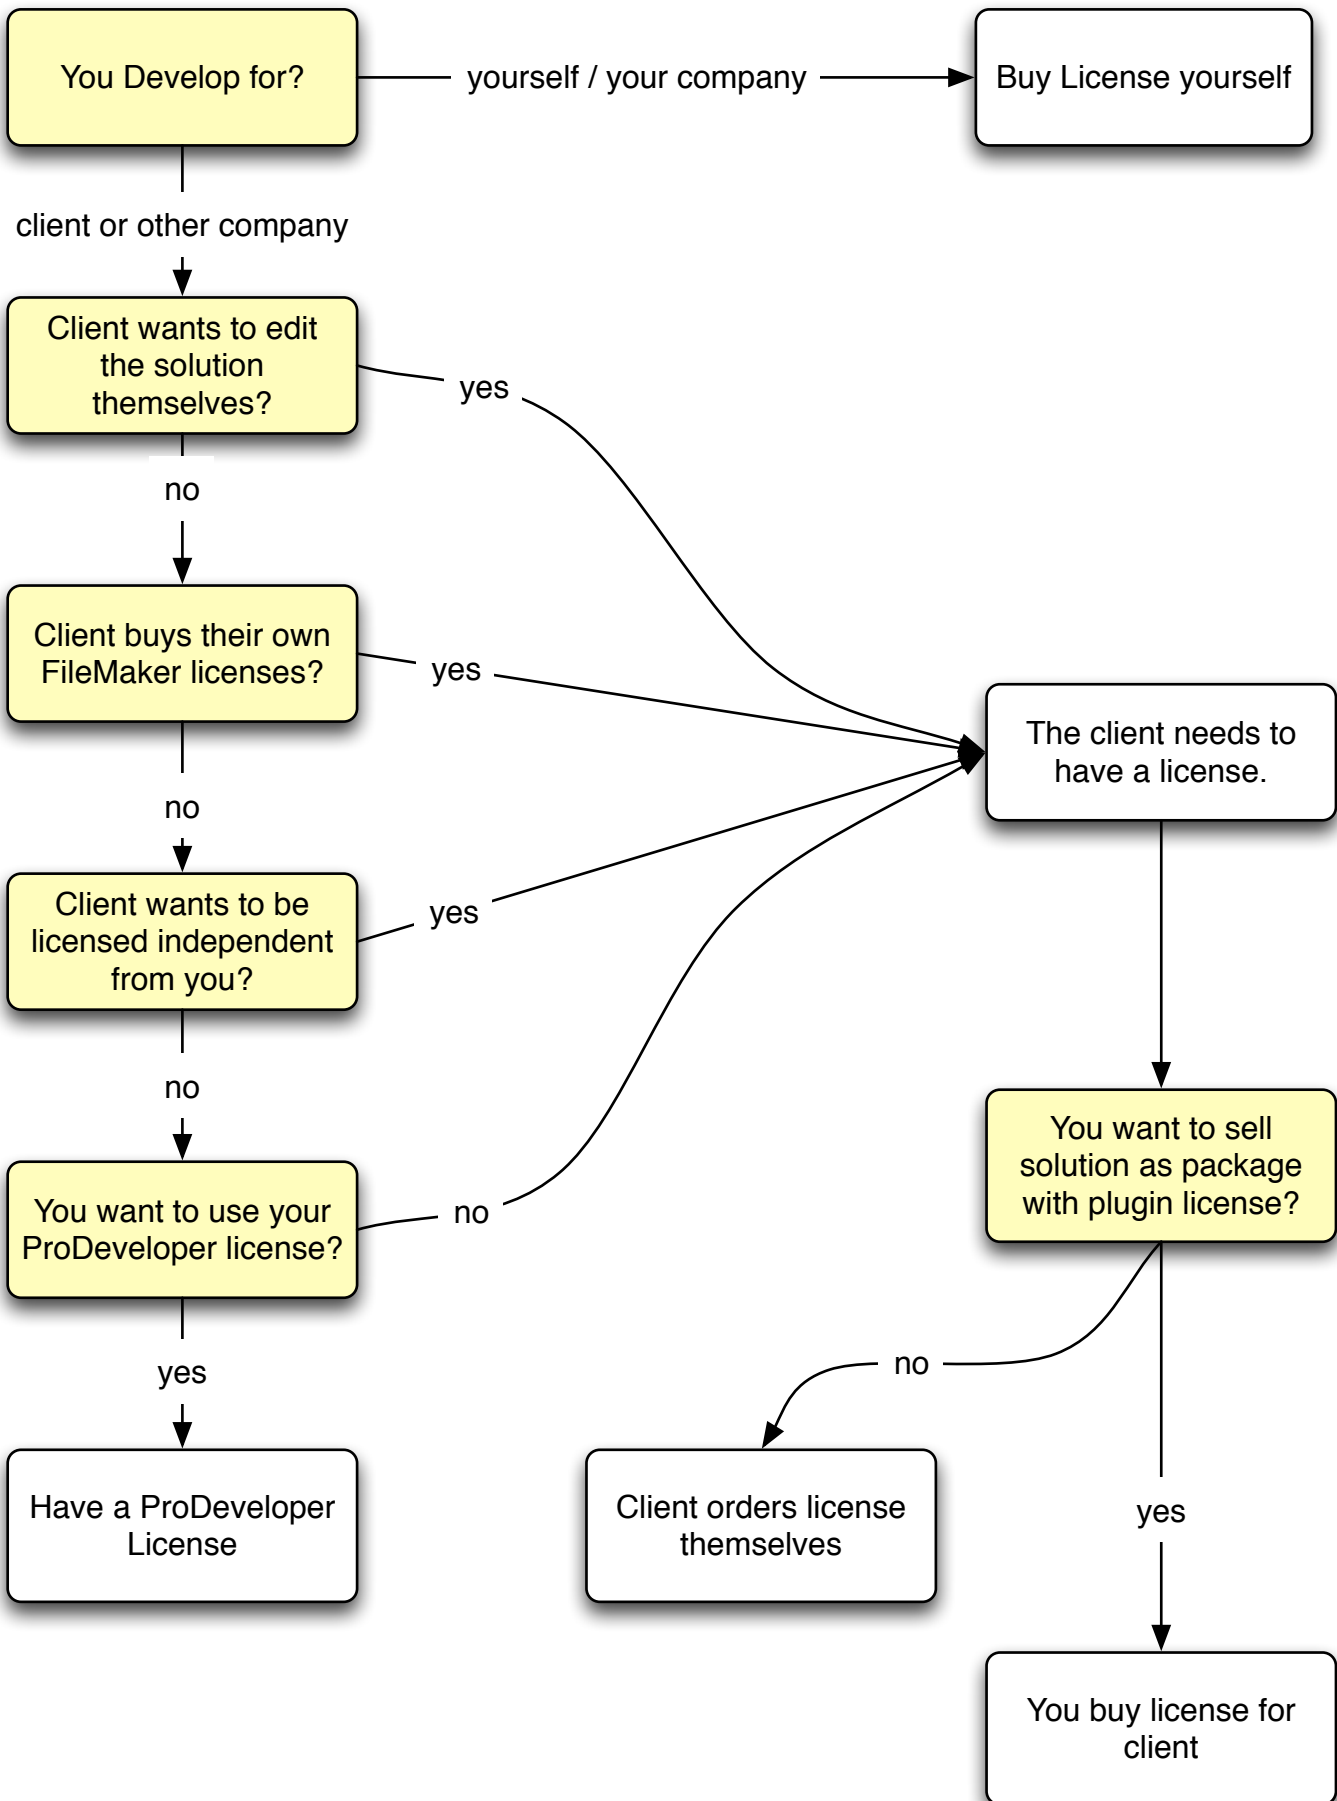 You Develop for?
yourself / your company
Buy License yourself
client or other company
Client wants to edit
the solution
themselves?
yes
no
Client buys their own
FileMaker licenses?
yes
The client needs to
have a license.
no
Client wants to be
licensed independent
from you?
yes
no
You want to sell
solution as package
with plugin license?
You want to use your
ProDeveloper license?
no
yes
no
Have a ProDeveloper
License
Client orders license
themselves
yes
You buy license for
client